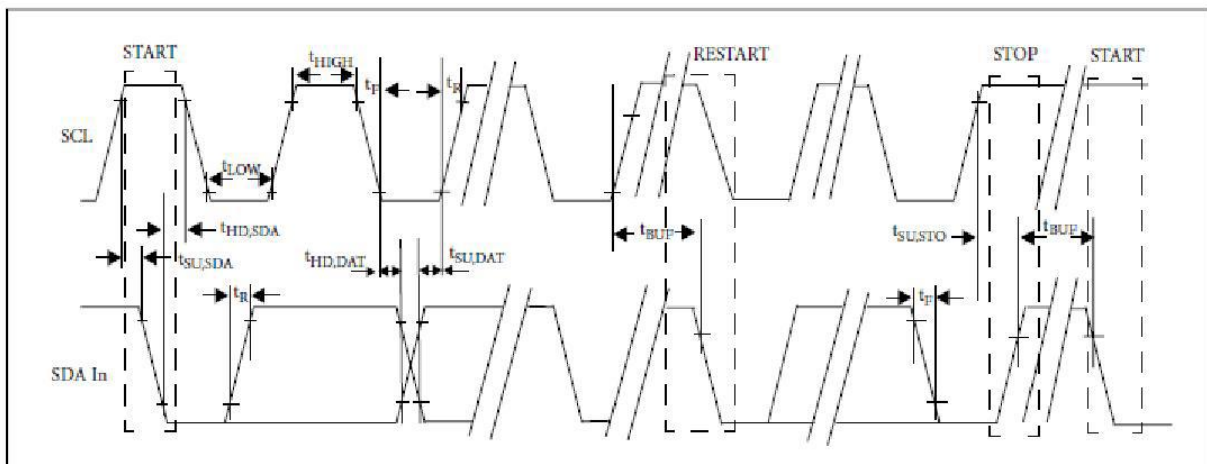 START
RESTART
STOP
START
tHIGH
tF
tR
SCL
tLOW
tHD,SDA
tSU,SDA
tHD,DAT
tSU,DAT
tBUF
tSU,STO
tBUF
tR
tF
SDA In